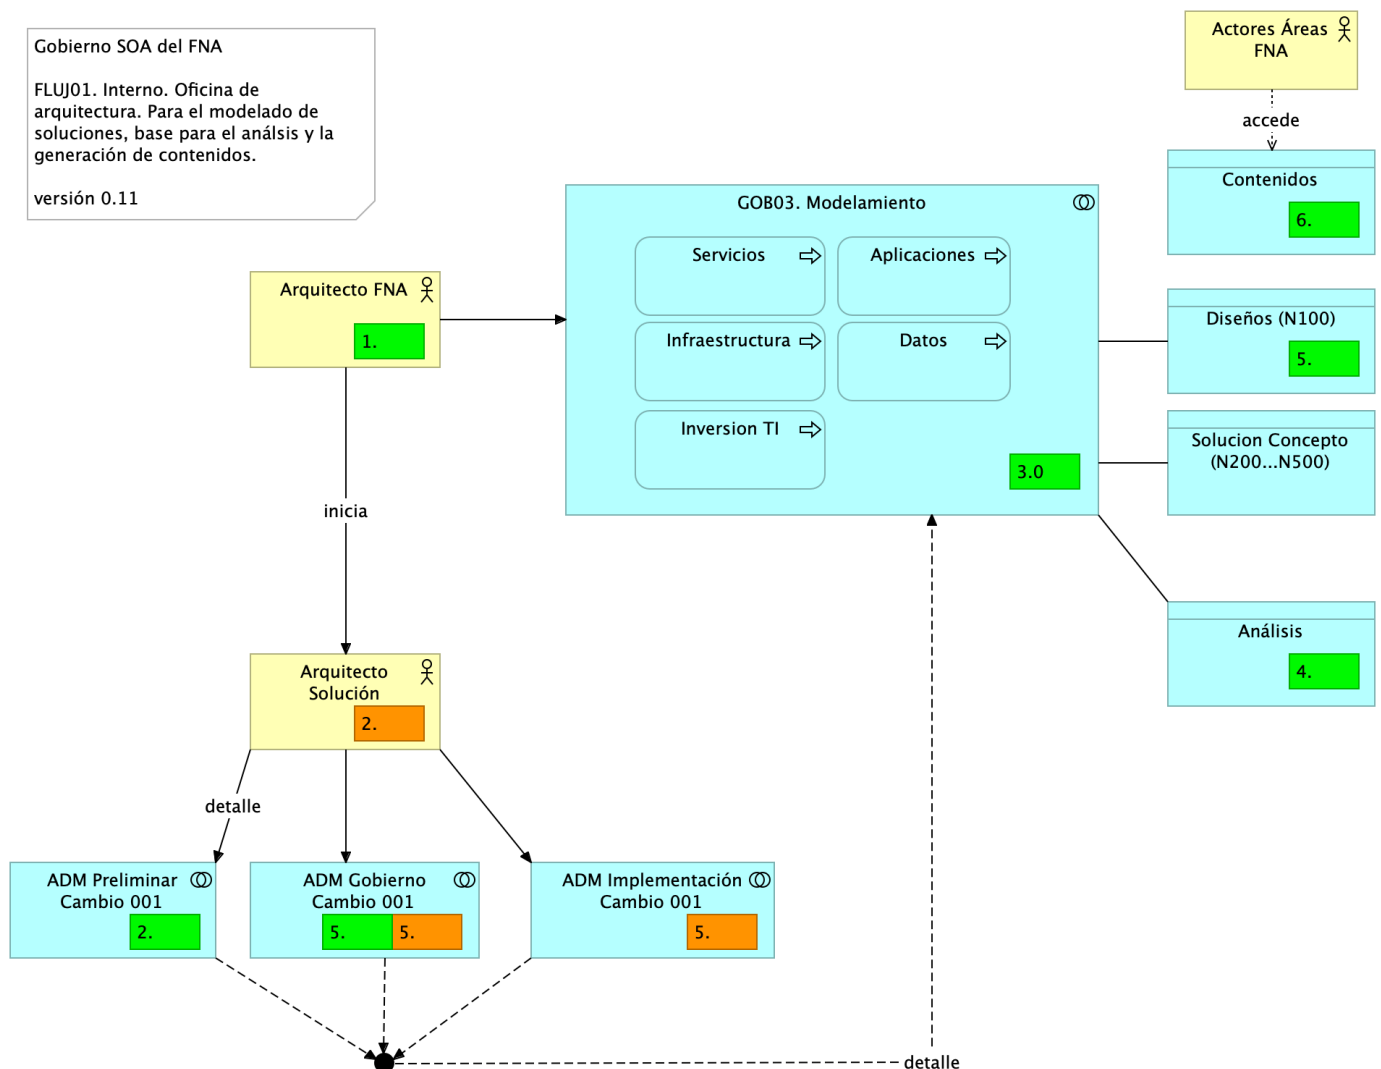 Gobierno SOA del FNA
FLUJ01. Interno. Oficina de
arquitectura. Para el modelado de
soluciones, base para el análsis y la
generación de contenidos.
versión 0.11
Actores Áreas
FNA
accede
Contenidos
6.
GOB03. Modelamiento
Servicios
Aplicaciones
Infraestructura
Datos
Inversion TI
3.0
Arquitecto FNA
1.
Diseños (N100)
5.
Solucion Concepto
(N200...N500)
Análisis
4.
inicia
Arquitecto
Solución
2.
detalle
ADM Preliminar
Cambio 001
2.
ADM Gobierno
Cambio 001
5.
5.
ADM Implementación
Cambio 001
5.
detalle